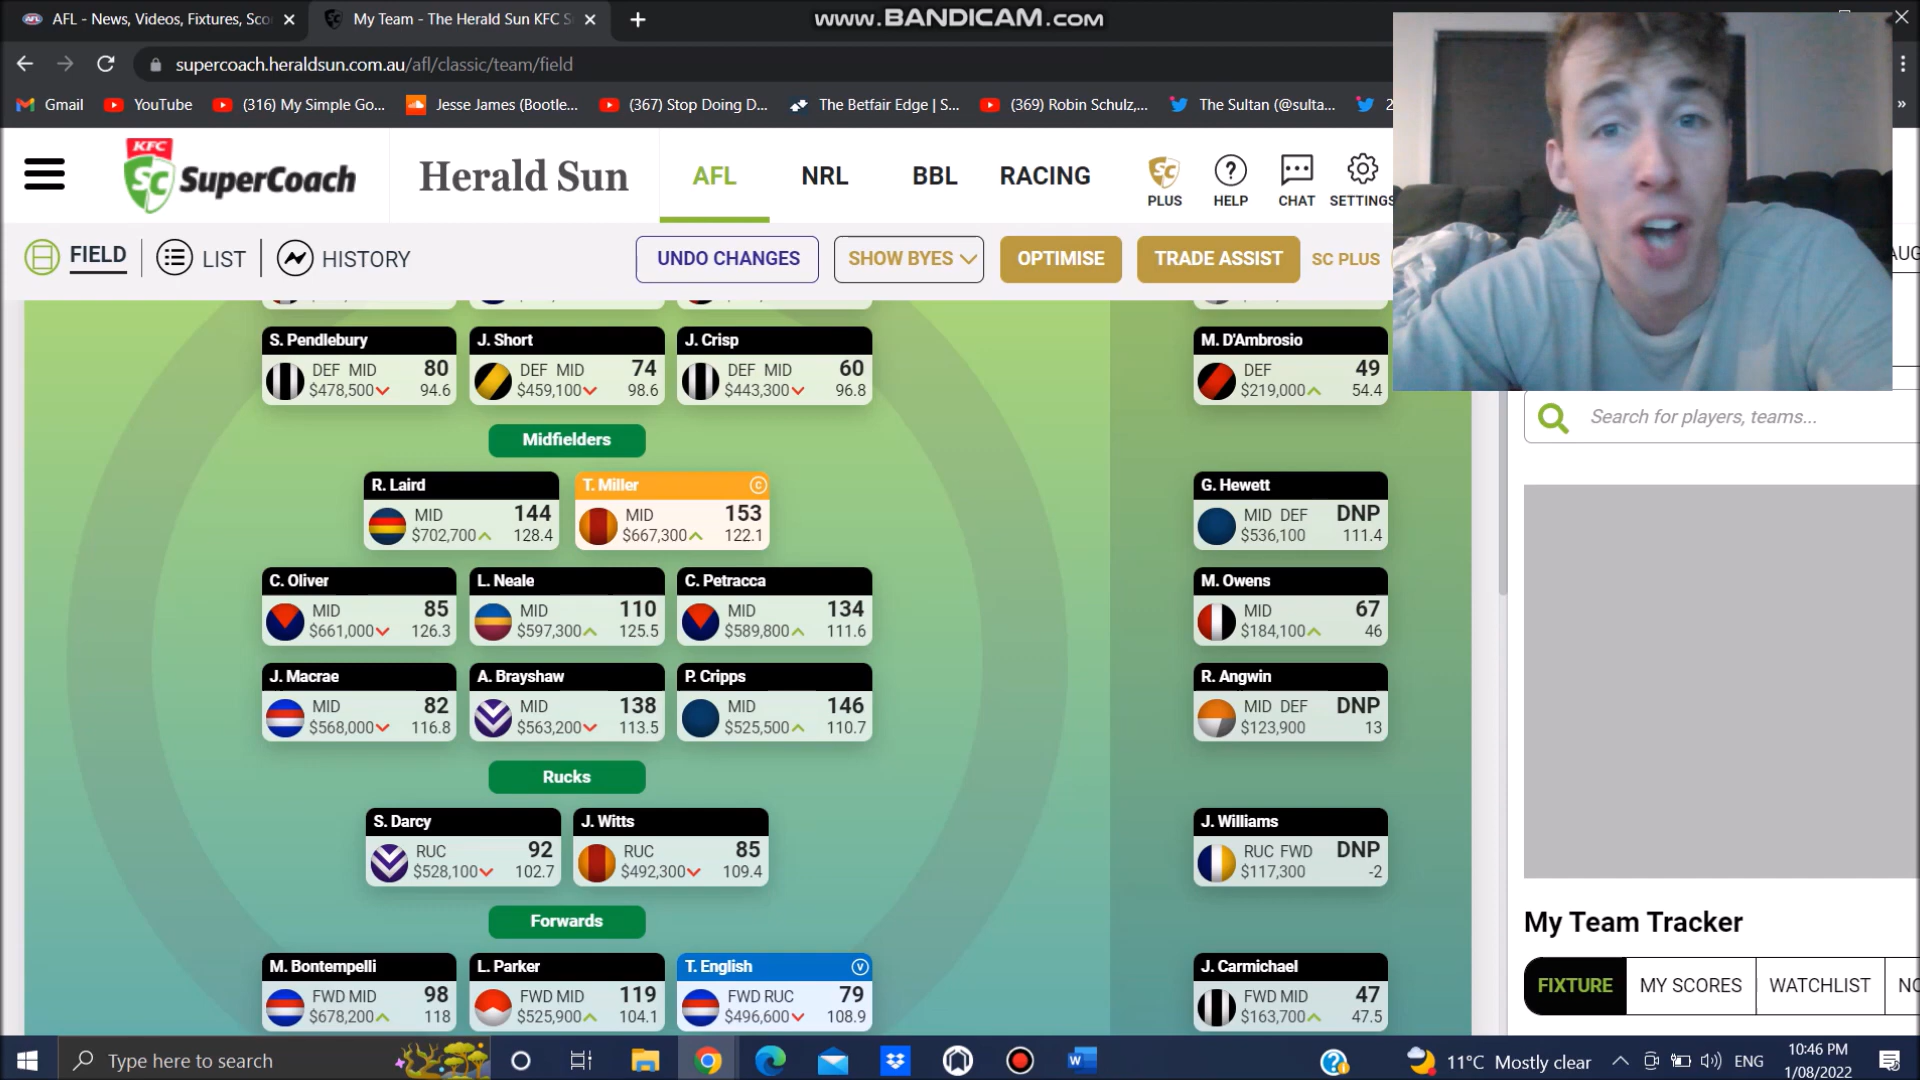 AFL - News, Videos, Fixtures, Sco
My Team - The Herald Sun KFC S
www.BANDICAM.com
supercoach.heraldsun.com.au/afl/classic/team/field
Gmail YouTube (316) My Simple Go... Jesse James (Bootle... (367) Stop Doing D... The Betfair Edge | S... (369) Robin Schulz,... The Sultan (@sulta... 2 »
KFC SC SuperCoach Herald Sun AFL NRL BBL RACING
SC PLUS HELP CHAT SETTINGS
FIELD LIST HISTORY UNDO CHANGES SHOW BYES OPTIMISE TRADE ASSIST SC PLUS AUG
S. Pendlebury J. Short J. Crisp M. D'Ambrosio
DEF MID 80 DEF MID 74 DEF MID 60 DEF 49
$478,500 94.6 $459,100 98.6 $443,300 96.8 $219,000 54.4
Search for players, teams...
Midfielders
R. Laird T. Miller C G. Hewett
MID 144 MID 153 MID DEF DNP
$702,700 128.4 $667,300 122.1 $536,100 111.4
C. Oliver L. Neale C. Petracca M. Owens
MID 85 MID 110 MID 134 MID 67
$661,000 126.3 $597,300 125.5 $589,800 111.6 $184,100 46
J. Macrae A. Brayshaw P. Cripps R. Angwin
MID 82 MID 138 MID 146 MID DEF DNP
$568,000 116.8 $563,200 113.5 $525,500 110.7 $123,900 13
Rucks
S. Darcy J. Witts J. Williams
RUC 92 RUC 85 RUC FWD DNP
$528,100 102.7 $492,300 109.4 $117,300 -2
Forwards
My Team Tracker
M. Bontempelli L. Parker T. English V J. Carmichael
FWD MID 98 FWD MID 119 FWD RUC 79 FWD MID 47
$678,200 118 $525,900 104.1 $496,600 108.9 $163,700 47.5
FIXTURE MY SCORES WATCHLIST NO
Type here to search
11°C Mostly clear ENG 10:46 PM
1/08/2022